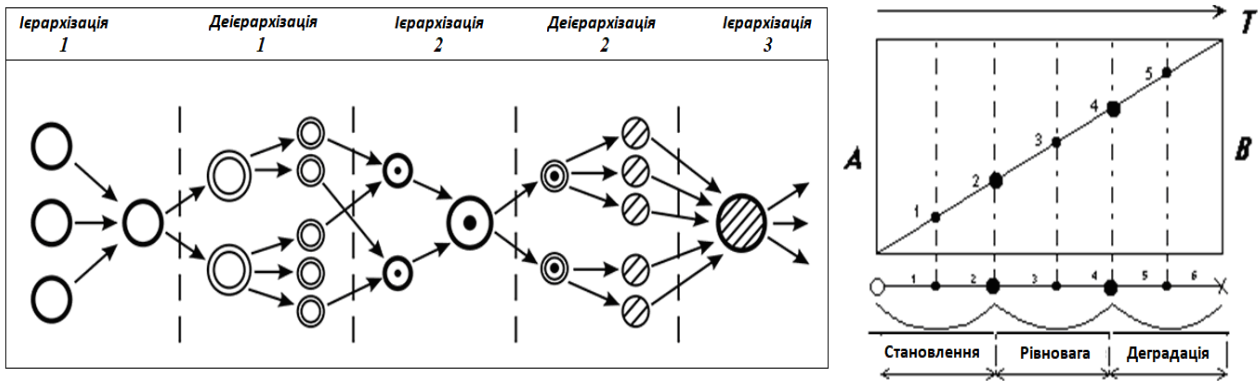 Ієрархізація Деієрархізація Ієрархізація Деієрархізація Ієрархізація
1 1 2 2 3
T
5
4
3
A B
2
1
1 2 3 4 5 6
Становлення Рівновага Деградація